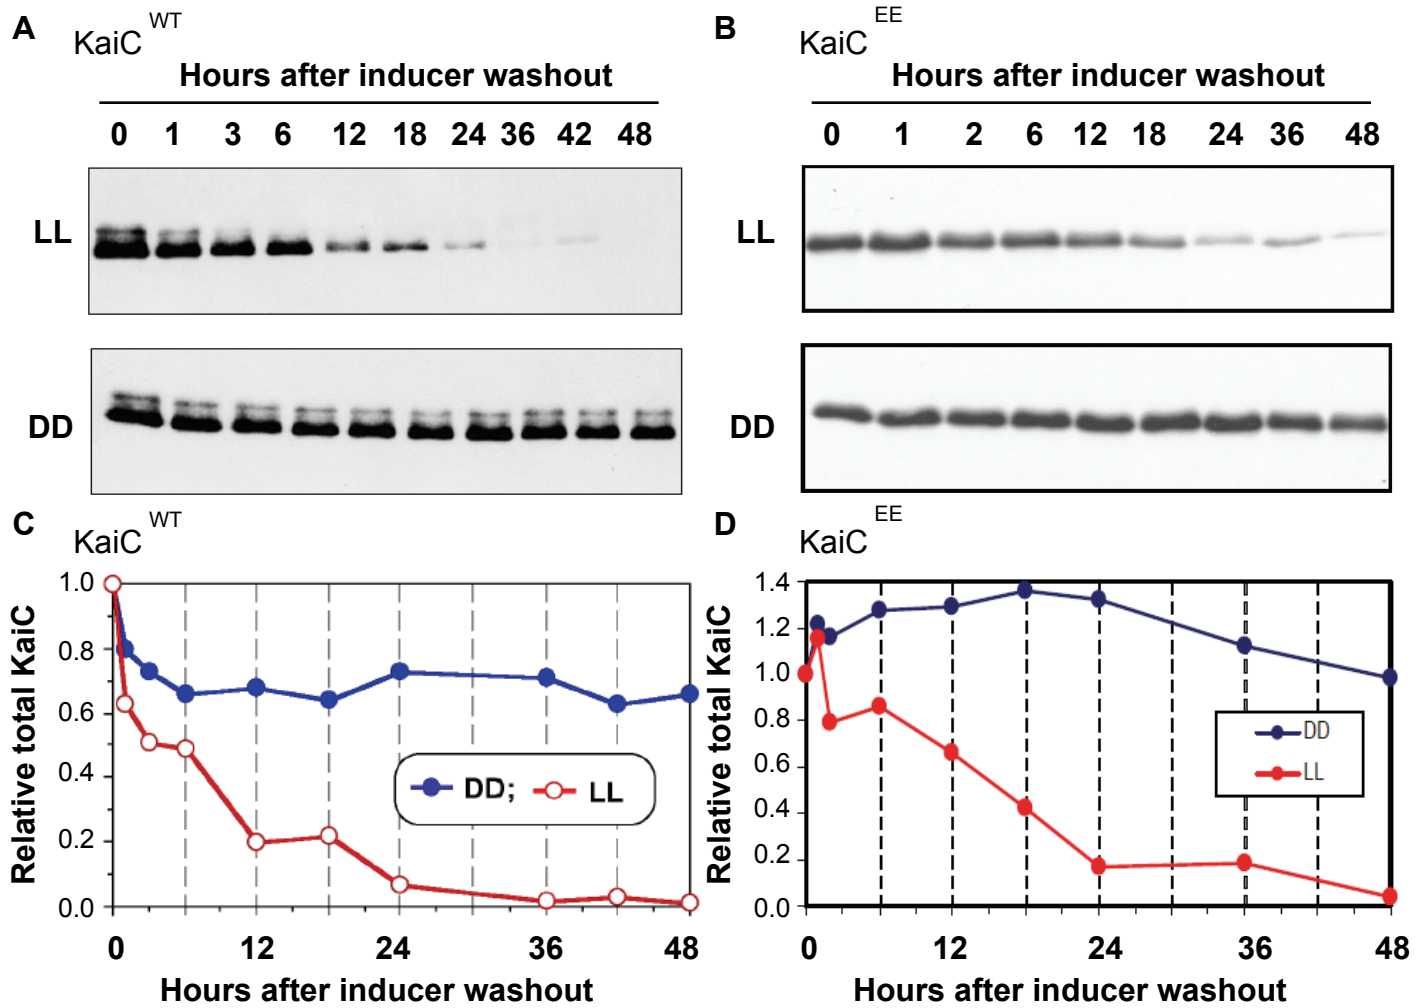 A KaiC WT
Hours after inducer washout
0 1 3 6 12 18 24 36 42 48
LL
DD
B KaiC EE
Hours after inducer washout
0 1 2 6 12 18 24 36 48
LL
DD
C KaiC WT
Relative total KaiC
1.0
0.8
0.6
0.4
0.2
0.0
DD; LL
0 12 24 36 48
Hours after inducer washout
D KaiC EE
Relative total KaiC
1.4
1.2
1.0
0.8
0.6
0.4
0.2
0.0
DD
LL
0 12 24 36 48
Hours after inducer washout